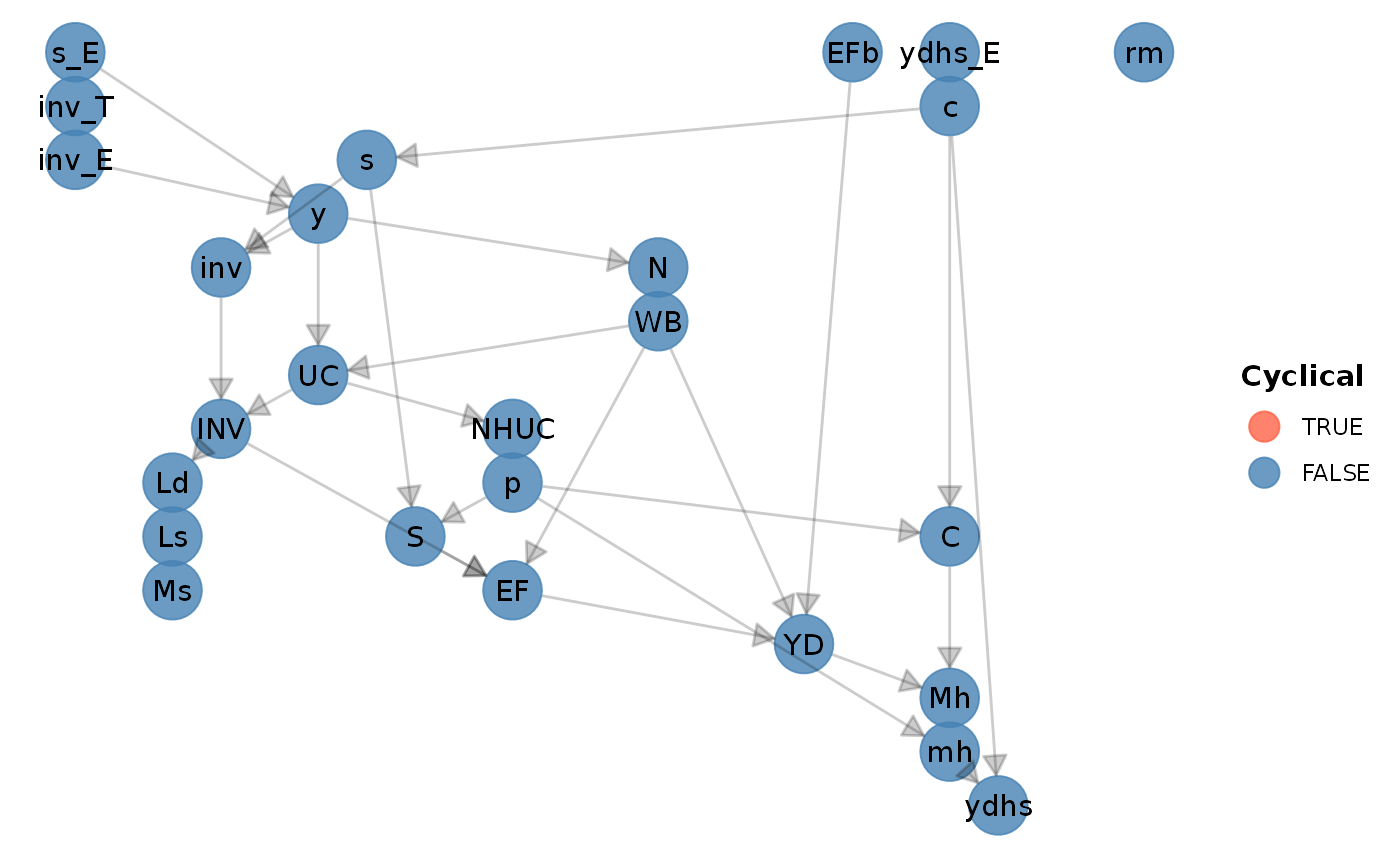 s_E
EFb
ydhs_E
rm
inv_T
c
inv_E
s
y
inv
N
WB
UC
Cyclical
TRUE
FALSE
INV
NHUC
Ld
p
Ls
S
C
Ms
EF
YD
Mh
mh
ydhs